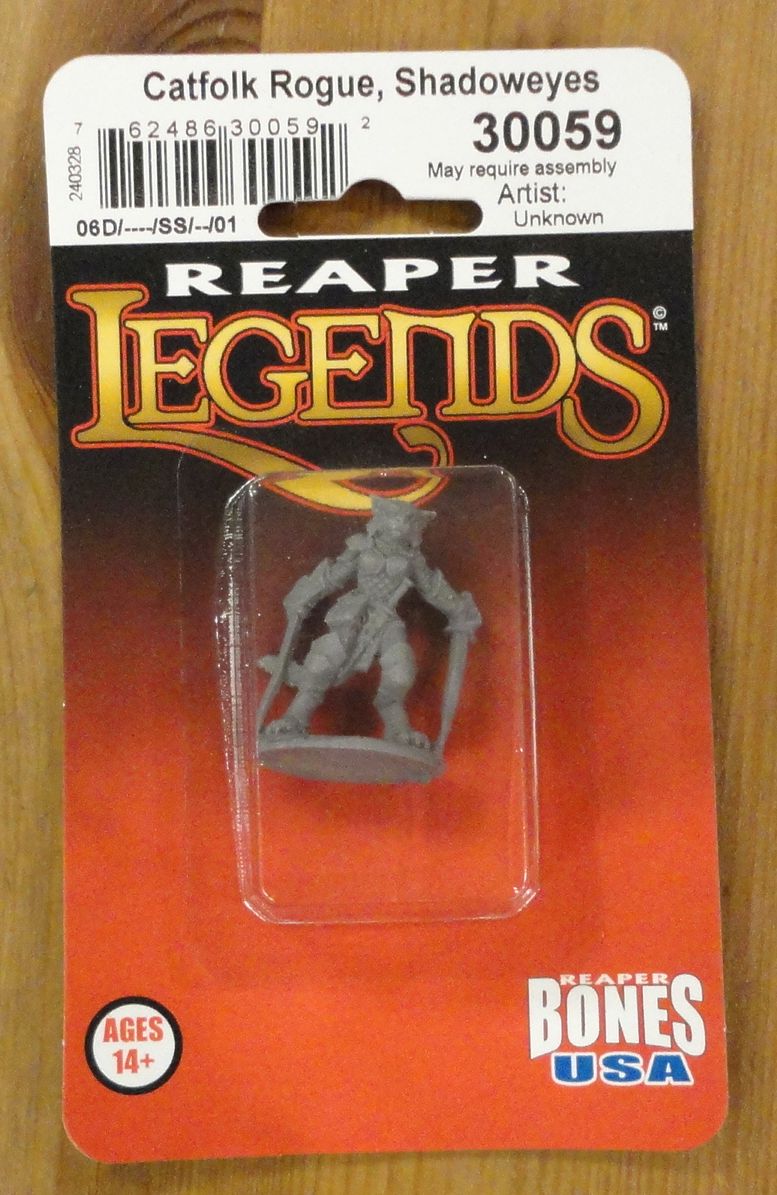 Catfolk Rogue, Shadoweyes
7 62486 30059 2
30059
240328
May require assembly
Artist:
Unknown
06D/----/SS/--/01
REAPER
LEGENDS
©
TM
AGES
14+
REAPER
BONES
USA